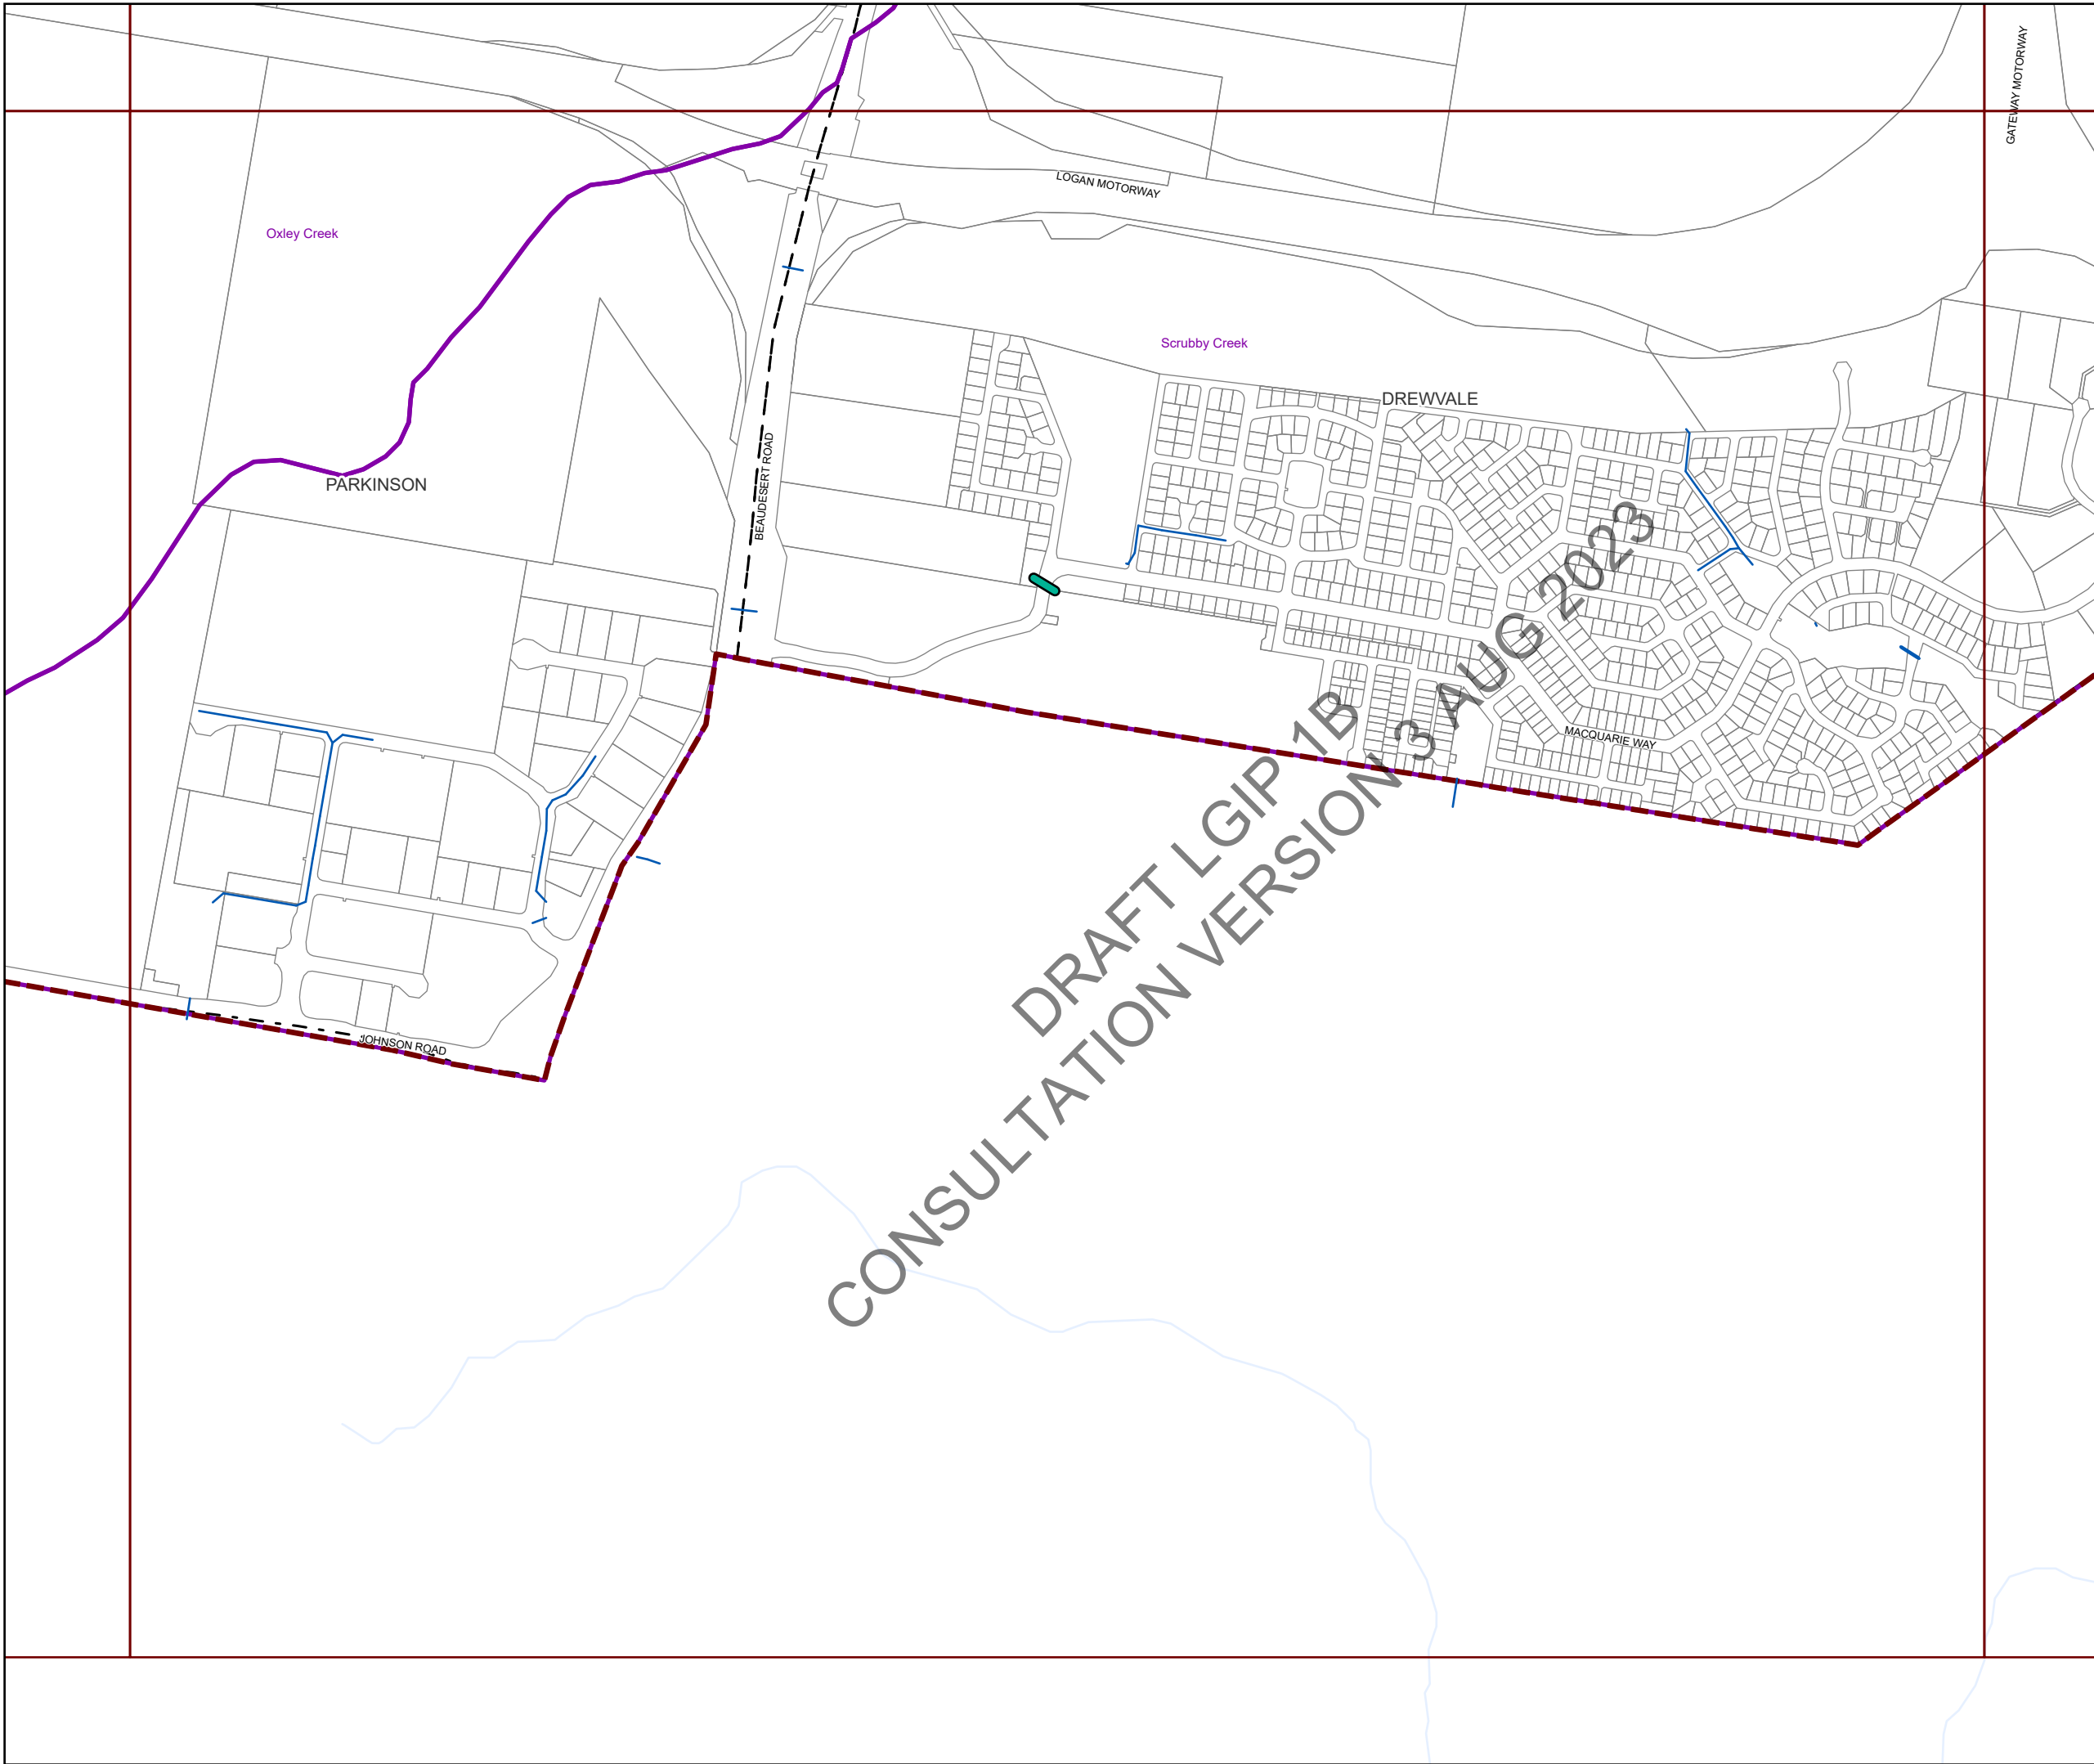 GATEWAY MOTORWAY
LOGAN MOTORWAY
Oxley Creek
Scrubby Creek
DREWVALE
PARKINSON
BEAUDESERT ROAD
MACQUARIE WAY
DRAFT LGIP 1B
CONSULTATION VERSION 3 AUG 2023
JOHNSON ROAD